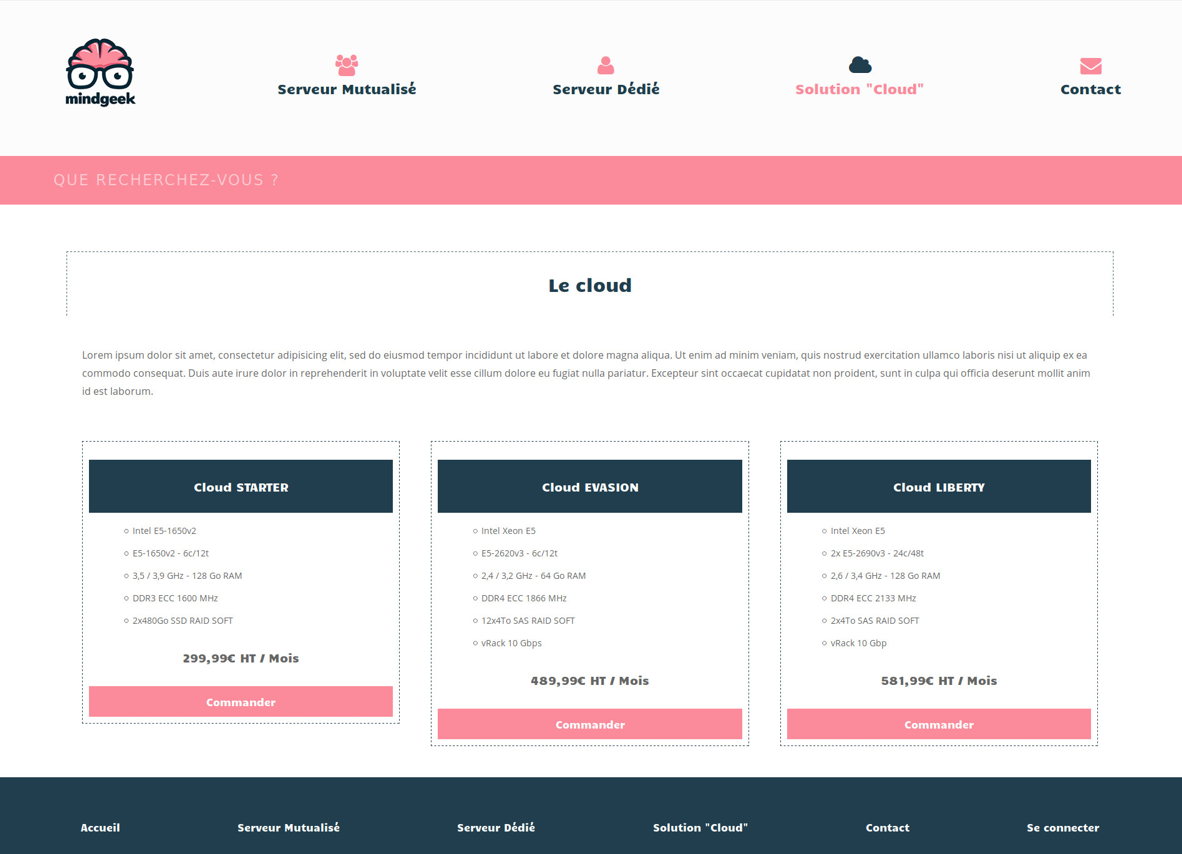 mindgeek
Serveur Mutualisé
Serveur Dédié
Solution "Cloud"
Contact
QUE RECHERCHEZ-VOUS ?
Le cloud
Lorem ipsum dolor sit amet, consectetur adipisicing elit, sed do eiusmod tempor incididunt ut labore et dolore magna aliqua. Ut enim ad minim veniam, quis nostrud exercitation ullamco laboris nisi ut aliquip ex ea
commodo consequat. Duis aute irure dolor in reprehenderit in voluptate velit esse cillum dolore eu fugiat nulla pariatur. Excepteur sint occaecat cupidatat non proident, sunt in culpa qui officia deserunt mollit anim
id est laborum.
Cloud STARTER
Intel E5-1650v2
E5-1650v2 - 6c/12t
3,5 / 3,9 GHz - 128 Go RAM
DDR3 ECC 1600 MHz
2x480Go SSD RAID SOFT
299,99€ HT / Mois
Commander
Cloud EVASION
Intel Xeon E5
E5-2620v3 - 6c/12t
2,4 / 3,2 GHz - 64 Go RAM
DDR4 ECC 1866 MHz
12x4To SAS RAID SOFT
vRack 10 Gbps
489,99€ HT / Mois
Commander
Cloud LIBERTY
Intel Xeon E5
2x E5-2690v3 - 24c/48t
2,6 / 3,4 GHz - 128 Go RAM
DDR4 ECC 2133 MHz
2x4To SAS RAID SOFT
vRack 10 Gbp
581,99€ HT / Mois
Commander
Accueil
Serveur Mutualisé
Serveur Dédié
Solution "Cloud"
Contact
Se connecter